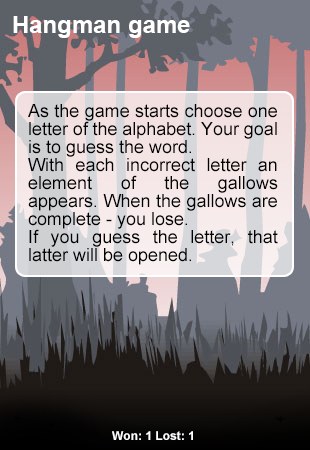 Hangman game
As the game starts choose one
letter of the alphabet. Your goal
is to guess the word.
With each incorrect letter an
element of the gallows
appears. When the gallows are
complete - you lose.
If you guess the letter, that
latter will be opened.
Won: 1 Lost: 1